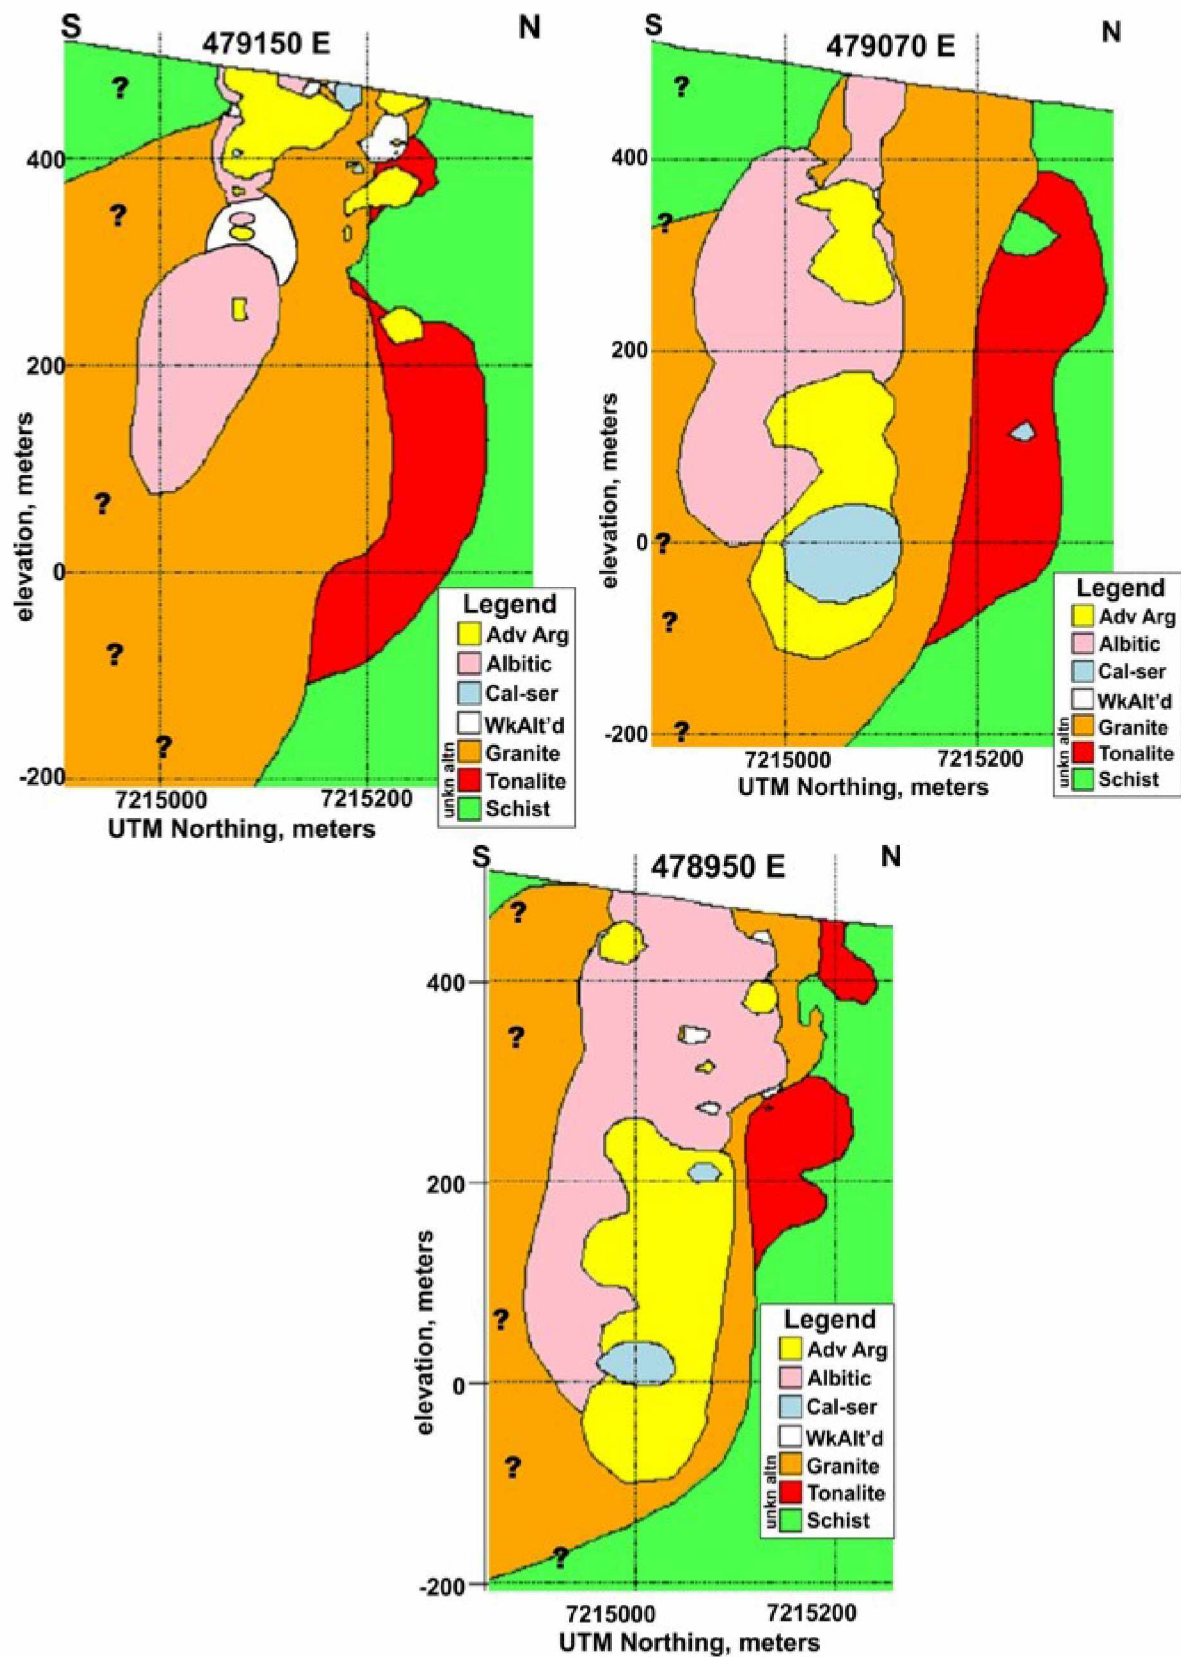 S
479150 E
N
?
400
?
200
?
0
?
?
-200
elevation, meters
7215000
7215200
UTM Northing, meters
Legend
Adv Arg
Albitic
Cal-ser
WkAlt'd
Granite
Tonalite
Schist
unkn altn
S
479070 E
N
?
400
?
200
0
?
?
?
-200
elevation, meters
7215000
7215200
UTM Northing, meters
Legend
Adv Arg
Albitic
Cal-ser
WkAlt'd
Granite
Tonalite
Schist
unkn altn
S
478950 E
N
?
400
?
200
?
0
?
?
-200
elevation, meters
7215000
7215200
UTM Northing, meters
Legend
Adv Arg
Albitic
Cal-ser
WkAlt'd
Granite
Tonalite
Schist
unkn altn